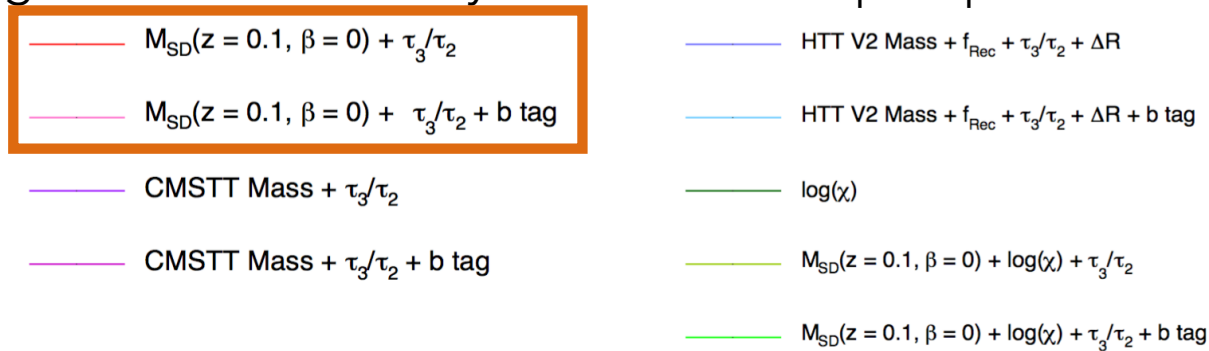 M_SD(z = 0.1, β = 0) + τ_3/τ_2
M_SD(z = 0.1, β = 0) + τ_3/τ_2 + b tag
CMSTT Mass + τ_3/τ_2
CMSTT Mass + τ_3/τ_2 + b tag
HTT V2 Mass + f_Rec + τ_3/τ_2 + ΔR
HTT V2 Mass + f_Rec + τ_3/τ_2 + ΔR + b tag
log(χ)
M_SD(z = 0.1, β = 0) + log(χ) + τ_3/τ_2
M_SD(z = 0.1, β = 0) + log(χ) + τ_3/τ_2 + b tag